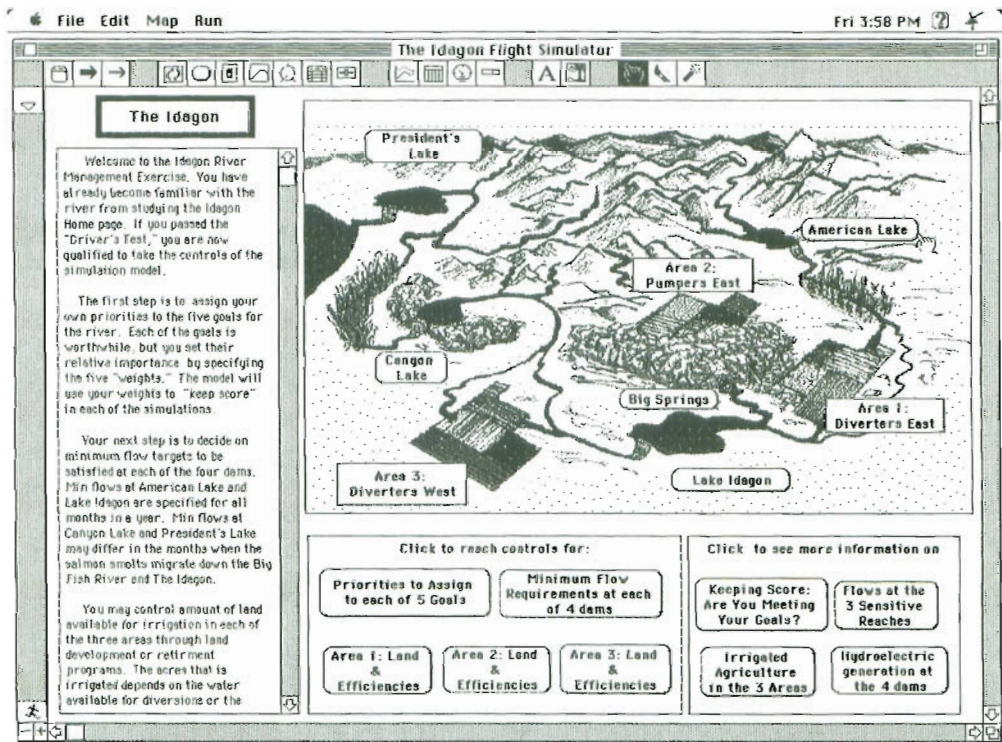 File Edit Map Run
Fri 3:58 PM
The Idagon Flight Simulator
A
The Idagon
Welcome to the Idagon River
Management Exercise. You have
already become familiar with the
river from studying the Idagon
Home page. If you passed the
"Driver's Test," you are now
qualified to take the controls of the
simulation model.
The first step is to assign your
own priorities to the five goals for
the river. Each of the goals is
worthwhile, but you set their
relative importance by specifying
the five "weights." The model will
use your weights to "keep score"
in each of the simulations.
Your next step is to decide on
minimum flow targets to be
satisfied at each of the four dams.
Min flows at American Lake and
Lake Idagon are specified for all
months in a year. Min flows at
Canyon Lake and President's Lake
may differ in the months when the
salmon smolts migrate down the Big
Fish River and The Idagon.
You may control amount of land
available for irrigation in each of
the three areas through land
development or retirment
programs. The acres that is
irrigated depends on the water
available for diversions or the
President's
Lake
American Lake
Area 2:
Pumpers East
Canyon
Lake
Big Springs
Area 1:
Diverters East
Area 3:
Diverters West
Lake Idagon
Click to reach controls for:
Priorities to Assign
to each of 5 Goals
Minimum Flow
Requirements at each
of 4 dams
Area 1: Land
&
Efficiencies
Area 2: Land
&
Efficiencies
Area 3: Land
&
Efficiencies
Click to see more information on
Keeping Score:
Are You Meeting
Your Goals?
Flows at the
3 Sensitive
Reaches
Irrigated
Agriculture
in the 3 Areas
Hydroelectric
generation at
the 4 dams